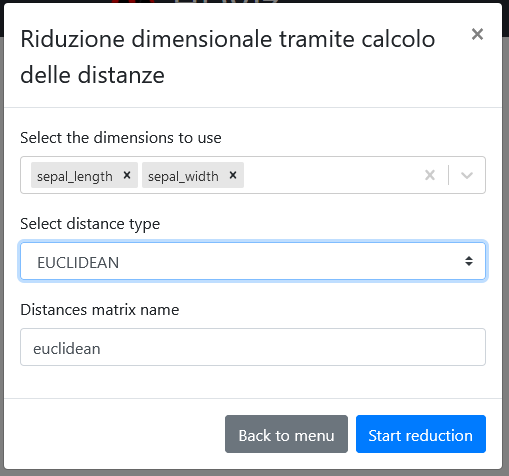 Riduzione dimensionale tramite calcolo
delle distanze
×
Select the dimensions to use
sepal_length × sepal_width ×
Select distance type
EUCLIDEAN
Distances matrix name
euclidean
Back to menu Start reduction